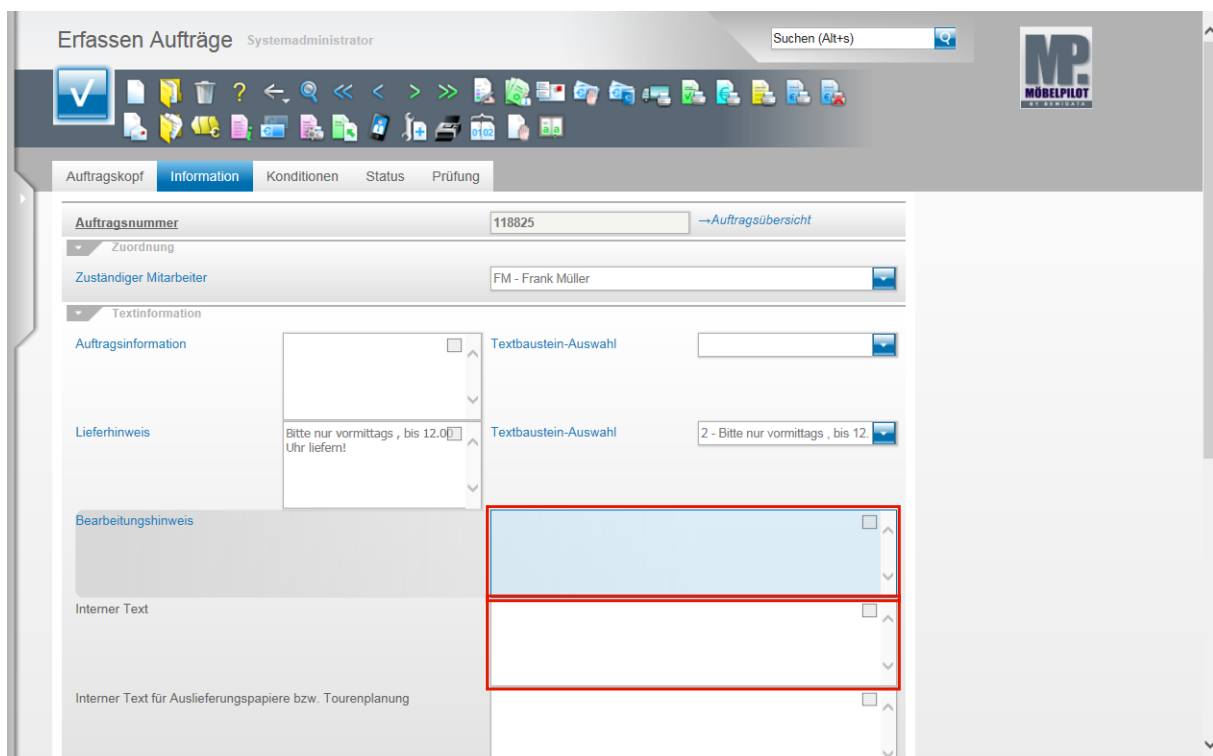 Erfassen Aufträge Systemadministrator
Suchen (Alt+s)
MP.
MÖBELPILOT
Auftragskopf Information Konditionen Status Prüfung
Auftragsnummer 118825 →Auftragsübersicht
Zuordnung
Zuständiger Mitarbeiter FM - Frank Müller
Textinformation
Auftragsinformation Textbaustein-Auswahl
Lieferhinweis Bitte nur vormittags , bis 12.00 Textbaustein-Auswahl 2 - Bitte nur vormittags , bis 12.
Uhr liefern!
Bearbeitungshinweis
Interner Text
Interner Text für Auslieferungspapiere bzw. Tourenplanung